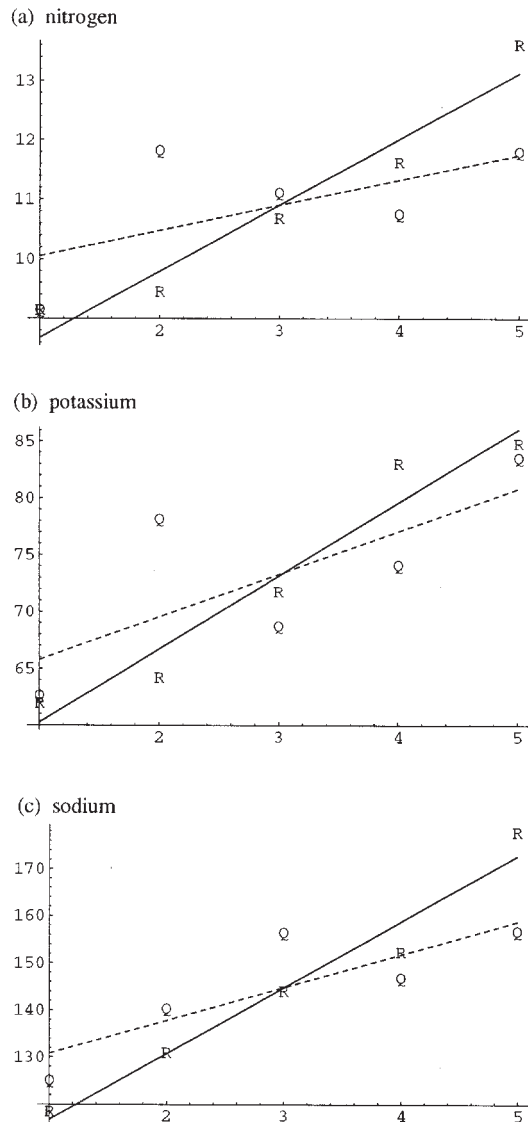 (a) nitrogen
R
13
12
Q
Q
R
11
Q
R
Q
10
R
Q
R
2
3
4
5
(b) potassium
85
R
R
Q
80
Q
75
Q
R
70
Q
65
R
Q
R
2
3
4
5
(c) sodium
R
170
160
Q
Q
150
R
Q
R
140
Q
130
R
Q
R
2
3
4
5